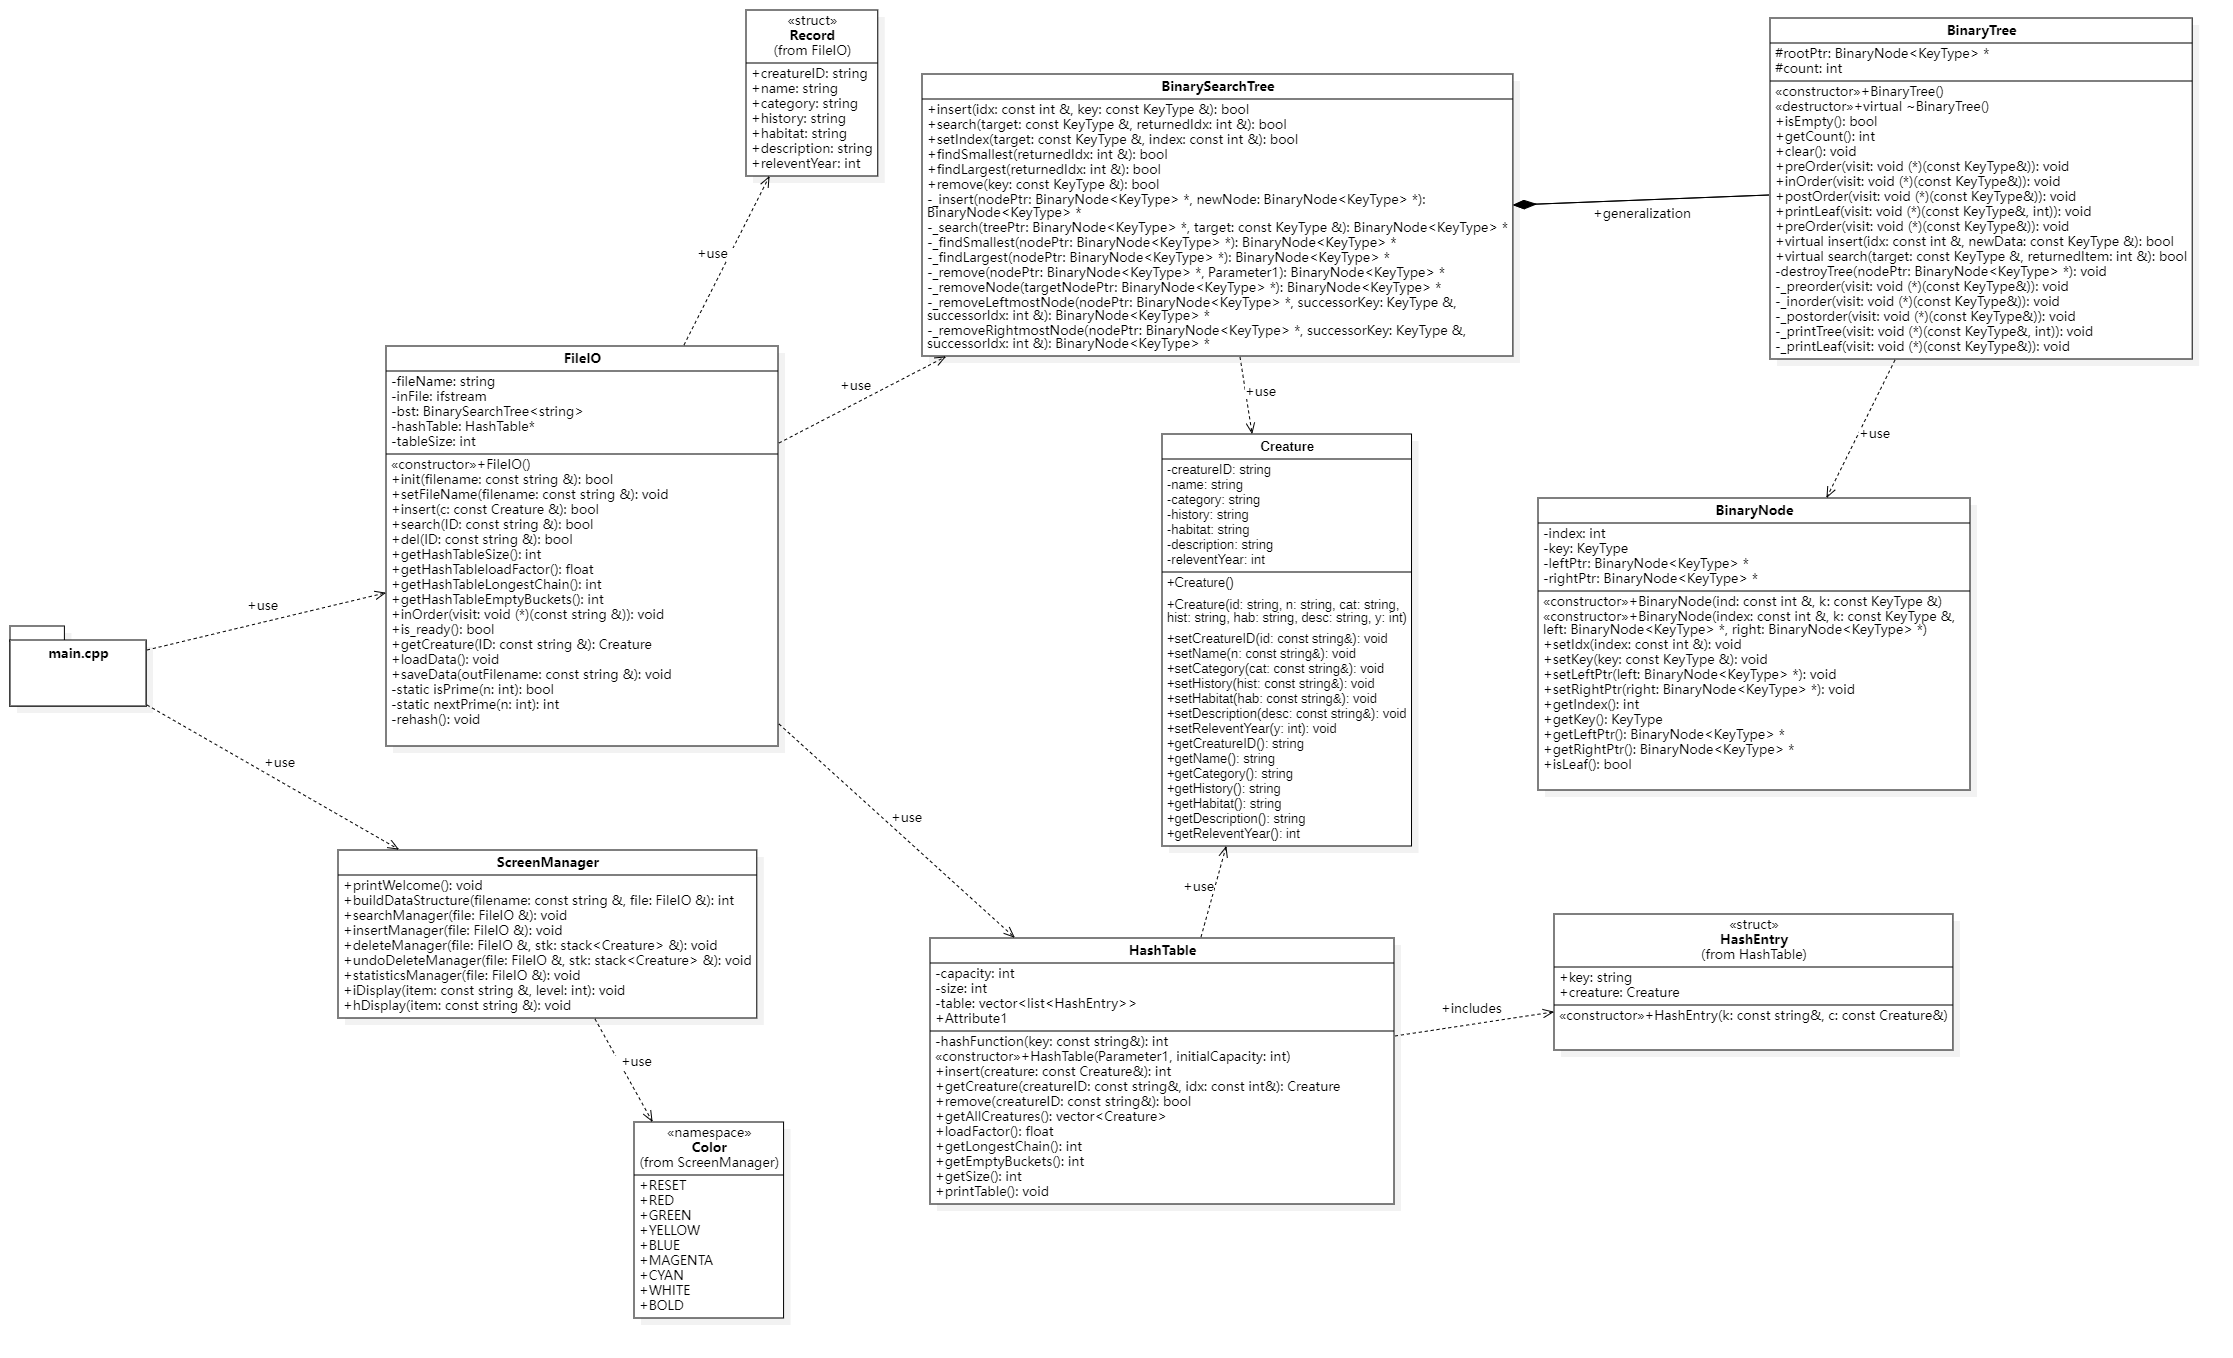 «struct»
Record
(from FileIO)
+creatureID: string
+name: string
+category: string
+history: string
+habitat: string
+description: string
+releventYear: int
BinarySearchTree
+insert(idx: const int &, key: const KeyType &): bool
+search(target: const KeyType &, returnedIdx: int &): bool
+setIndex(target: const KeyType &, index: const int &): bool
+findSmallest(returnedIdx: int &): bool
+findLargest(returnedIdx: int &): bool
+remove(key: const KeyType &): bool
-_insert(nodePtr: BinaryNode<KeyType> *, newNode: BinaryNode<KeyType> *):
BinaryNode<KeyType> *
-_search(treePtr: BinaryNode<KeyType> *, target: const KeyType &): BinaryNode<KeyType> *
-_findSmallest(nodePtr: BinaryNode<KeyType> *): BinaryNode<KeyType> *
-_findLargest(nodePtr: BinaryNode<KeyType> *): BinaryNode<KeyType> *
-_remove(nodePtr: BinaryNode<KeyType> *, Parameter1): BinaryNode<KeyType> *
-_removeNode(targetNodePtr: BinaryNode<KeyType> *): BinaryNode<KeyType> *
-_removeLeftmostNode(nodePtr: BinaryNode<KeyType> *, successorKey: KeyType &,
successorIdx: int &): BinaryNode<KeyType> *
-_removeRightmostNode(nodePtr: BinaryNode<KeyType> *, successorKey: KeyType &,
successorIdx: int &): BinaryNode<KeyType> *
+generalization
BinaryTree
#rootPtr: BinaryNode<KeyType> *
#count: int
«constructor»+BinaryTree()
«destructor»+virtual ~BinaryTree()
+isEmpty(): bool
+getCount(): int
+clear(): void
+preOrder(visit: void (*)(const KeyType&)): void
+inOrder(visit: void (*)(const KeyType&)): void
+postOrder(visit: void (*)(const KeyType&)): void
+printLeaf(visit: void (*)(const KeyType&, int)): void
+preOrder(visit: void (*)(const KeyType&)): void
+virtual insert(idx: const int &, newData: const KeyType &): bool
+virtual search(target: const KeyType &, returnedItem: int &): bool
-destroyTree(nodePtr: BinaryNode<KeyType> *): void
-_preorder(visit: void (*)(const KeyType&)): void
-_inorder(visit: void (*)(const KeyType&)): void
-_postorder(visit: void (*)(const KeyType&)): void
-_printTree(visit: void (*)(const KeyType&, int)): void
-_printLeaf(visit: void (*)(const KeyType&)): void
+use
FileIO
-fileName: string
-inFile: ifstream
-bst: BinarySearchTree<string>
-hashTable: HashTable*
-tableSize: int
«constructor»+FileIO()
+init(filename: const string &): bool
+setFileName(filename: const string &): void
+insert(c: const Creature &): bool
+search(ID: const string &): bool
+del(ID: const string &): bool
+getHashTableSize(): int
+getHashTableloadFactor(): float
+getHashTableLongestChain(): int
+getHashTableEmptyBuckets(): int
+inOrder(visit: void (*)(const string &)): void
+is_ready(): bool
+getCreature(ID: const string &): Creature
+loadData(): void
+saveData(outFilename: const string &): void
-static isPrime(n: int): bool
-static nextPrime(n: int): int
-rehash(): void
+use
+use
+use
Creature
-creatureID: string
-name: string
-category: string
-history: string
-habitat: string
-description: string
-releventYear: int
+Creature()
+Creature(id: string, n: string, cat: string,
hist: string, hab: string, desc: string, y: int)
+setCreatureID(id: const string&): void
+setName(n: const string&): void
+setCategory(cat: const string&): void
+setHistory(hist: const string&): void
+setHabitat(hab: const string&): void
+setDescription(desc: const string&): void
+setReleventYear(y: int): void
+getCreatureID(): string
+getName(): string
+getCategory(): string
+getHistory(): string
+getHabitat(): string
+getDescription(): string
+getReleventYear(): int
BinaryNode
-index: int
-key: KeyType
-leftPtr: BinaryNode<KeyType> *
-rightPtr: BinaryNode<KeyType> *
«constructor»+BinaryNode(ind: const int &, k: const KeyType &)
«constructor»+BinaryNode(index: const int &, k: const KeyType &,
left: BinaryNode<KeyType> *, right: BinaryNode<KeyType> *)
+setIdx(index: const int &): void
+setKey(key: const KeyType &): void
+setLeftPtr(left: BinaryNode<KeyType> *): void
+setRightPtr(right: BinaryNode<KeyType> *): void
+getIndex(): int
+getKey(): KeyType
+getLeftPtr(): BinaryNode<KeyType> *
+getRightPtr(): BinaryNode<KeyType> *
+isLeaf(): bool
+use
main.cpp
+use
+use
ScreenManager
+printWelcome(): void
+buildDataStructure(filename: const string &, file: FileIO &): int
+searchManager(file: FileIO &): void
+insertManager(file: FileIO &): void
+deleteManager(file: FileIO &, stk: stack<Creature> &): void
+undoDeleteManager(file: FileIO &, stk: stack<Creature> &): void
+statisticsManager(file: FileIO &): void
+iDisplay(item: const string &, level: int): void
+hDisplay(item: const string &): void
+use
+use
HashTable
-capacity: int
-size: int
-table: vector<list<HashEntry>>
+Attribute1
-hashFunction(key: const string&): int
«constructor»+HashTable(Parameter1, initialCapacity: int)
+insert(creature: const Creature&): int
+getCreature(creatureID: const string&, idx: const int&): Creature
+remove(creatureID: const string&): bool
+getAllCreatures(): vector<Creature>
+loadFactor(): float
+getLongestChain(): int
+getEmptyBuckets(): int
+getSize(): int
+printTable(): void
+includes
«struct»
HashEntry
(from HashTable)
+key: string
+creature: Creature
«constructor»+HashEntry(k: const string&, c: const Creature&)
«namespace»
Color
(from ScreenManager)
+RESET
+RED
+GREEN
+YELLOW
+BLUE
+MAGENTA
+CYAN
+WHITE
+BOLD